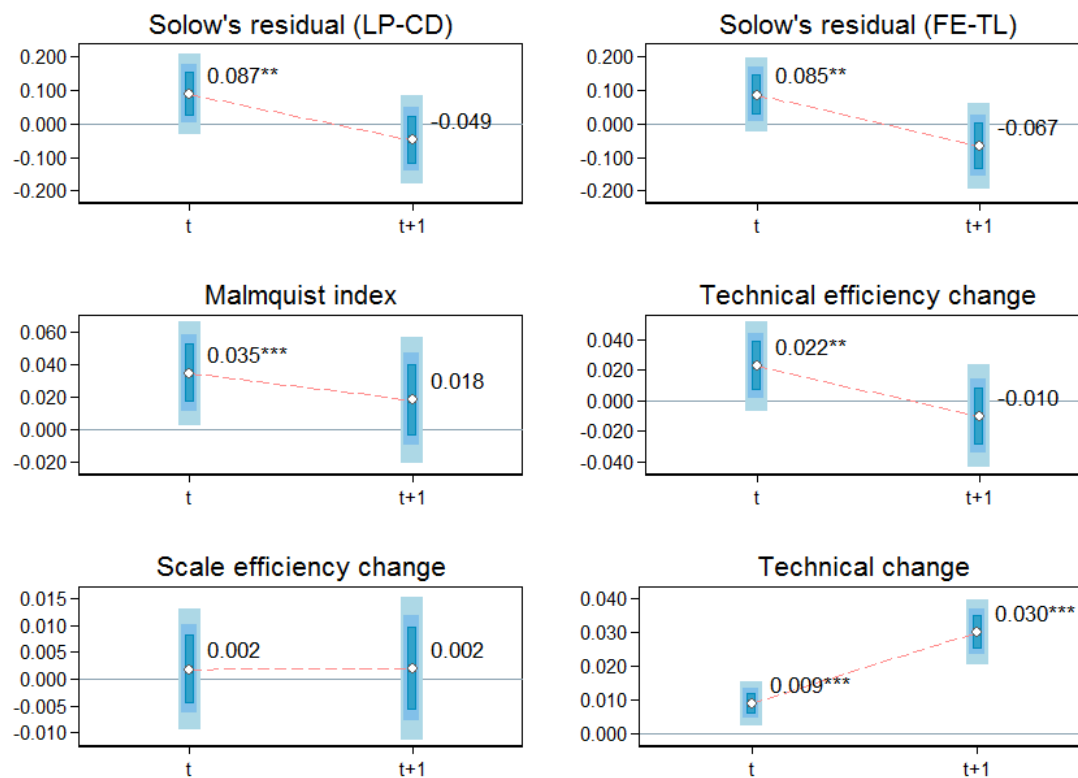 Solow's residual (LP-CD)
0.200
0.100
0.000
-0.100
-0.200
0.087**
-0.049
t
t+1
Solow's residual (FE-TL)
0.200
0.100
0.000
-0.100
-0.200
0.085**
-0.067
t
t+1
Malmquist index
0.060
0.040
0.020
0.000
-0.020
0.035***
0.018
t
t+1
Technical efficiency change
0.040
0.020
0.000
-0.020
-0.040
0.022**
-0.010
t
t+1
Scale efficiency change
0.015
0.010
0.005
0.000
-0.005
-0.010
0.002
0.002
t
t+1
Technical change
0.040
0.030
0.020
0.010
0.000
0.009***
0.030***
t
t+1